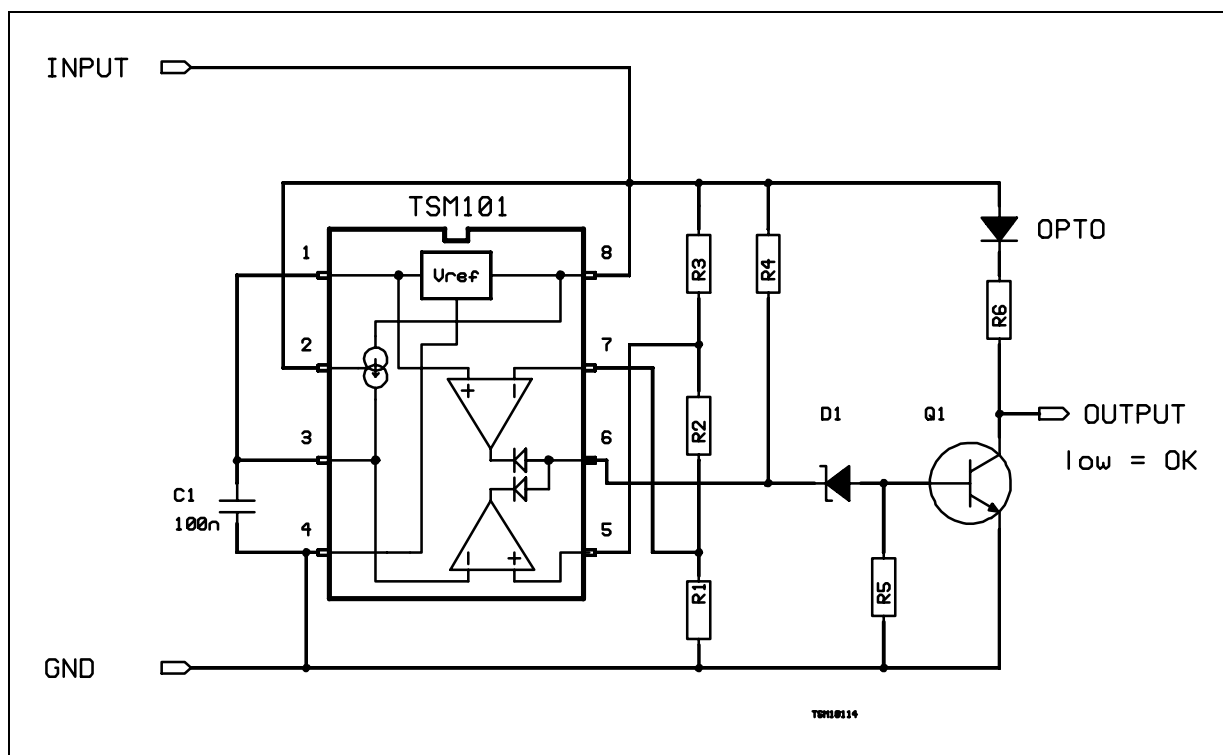 INPUT
TSM101
1
8
Vref
OPTO
R3
R4
R6
2
7
R2
D1
Q1
OUTPUT
low = OK
3
6
C1
100n
4
5
R1
R5
GND
TSM10114
+
-
-
+